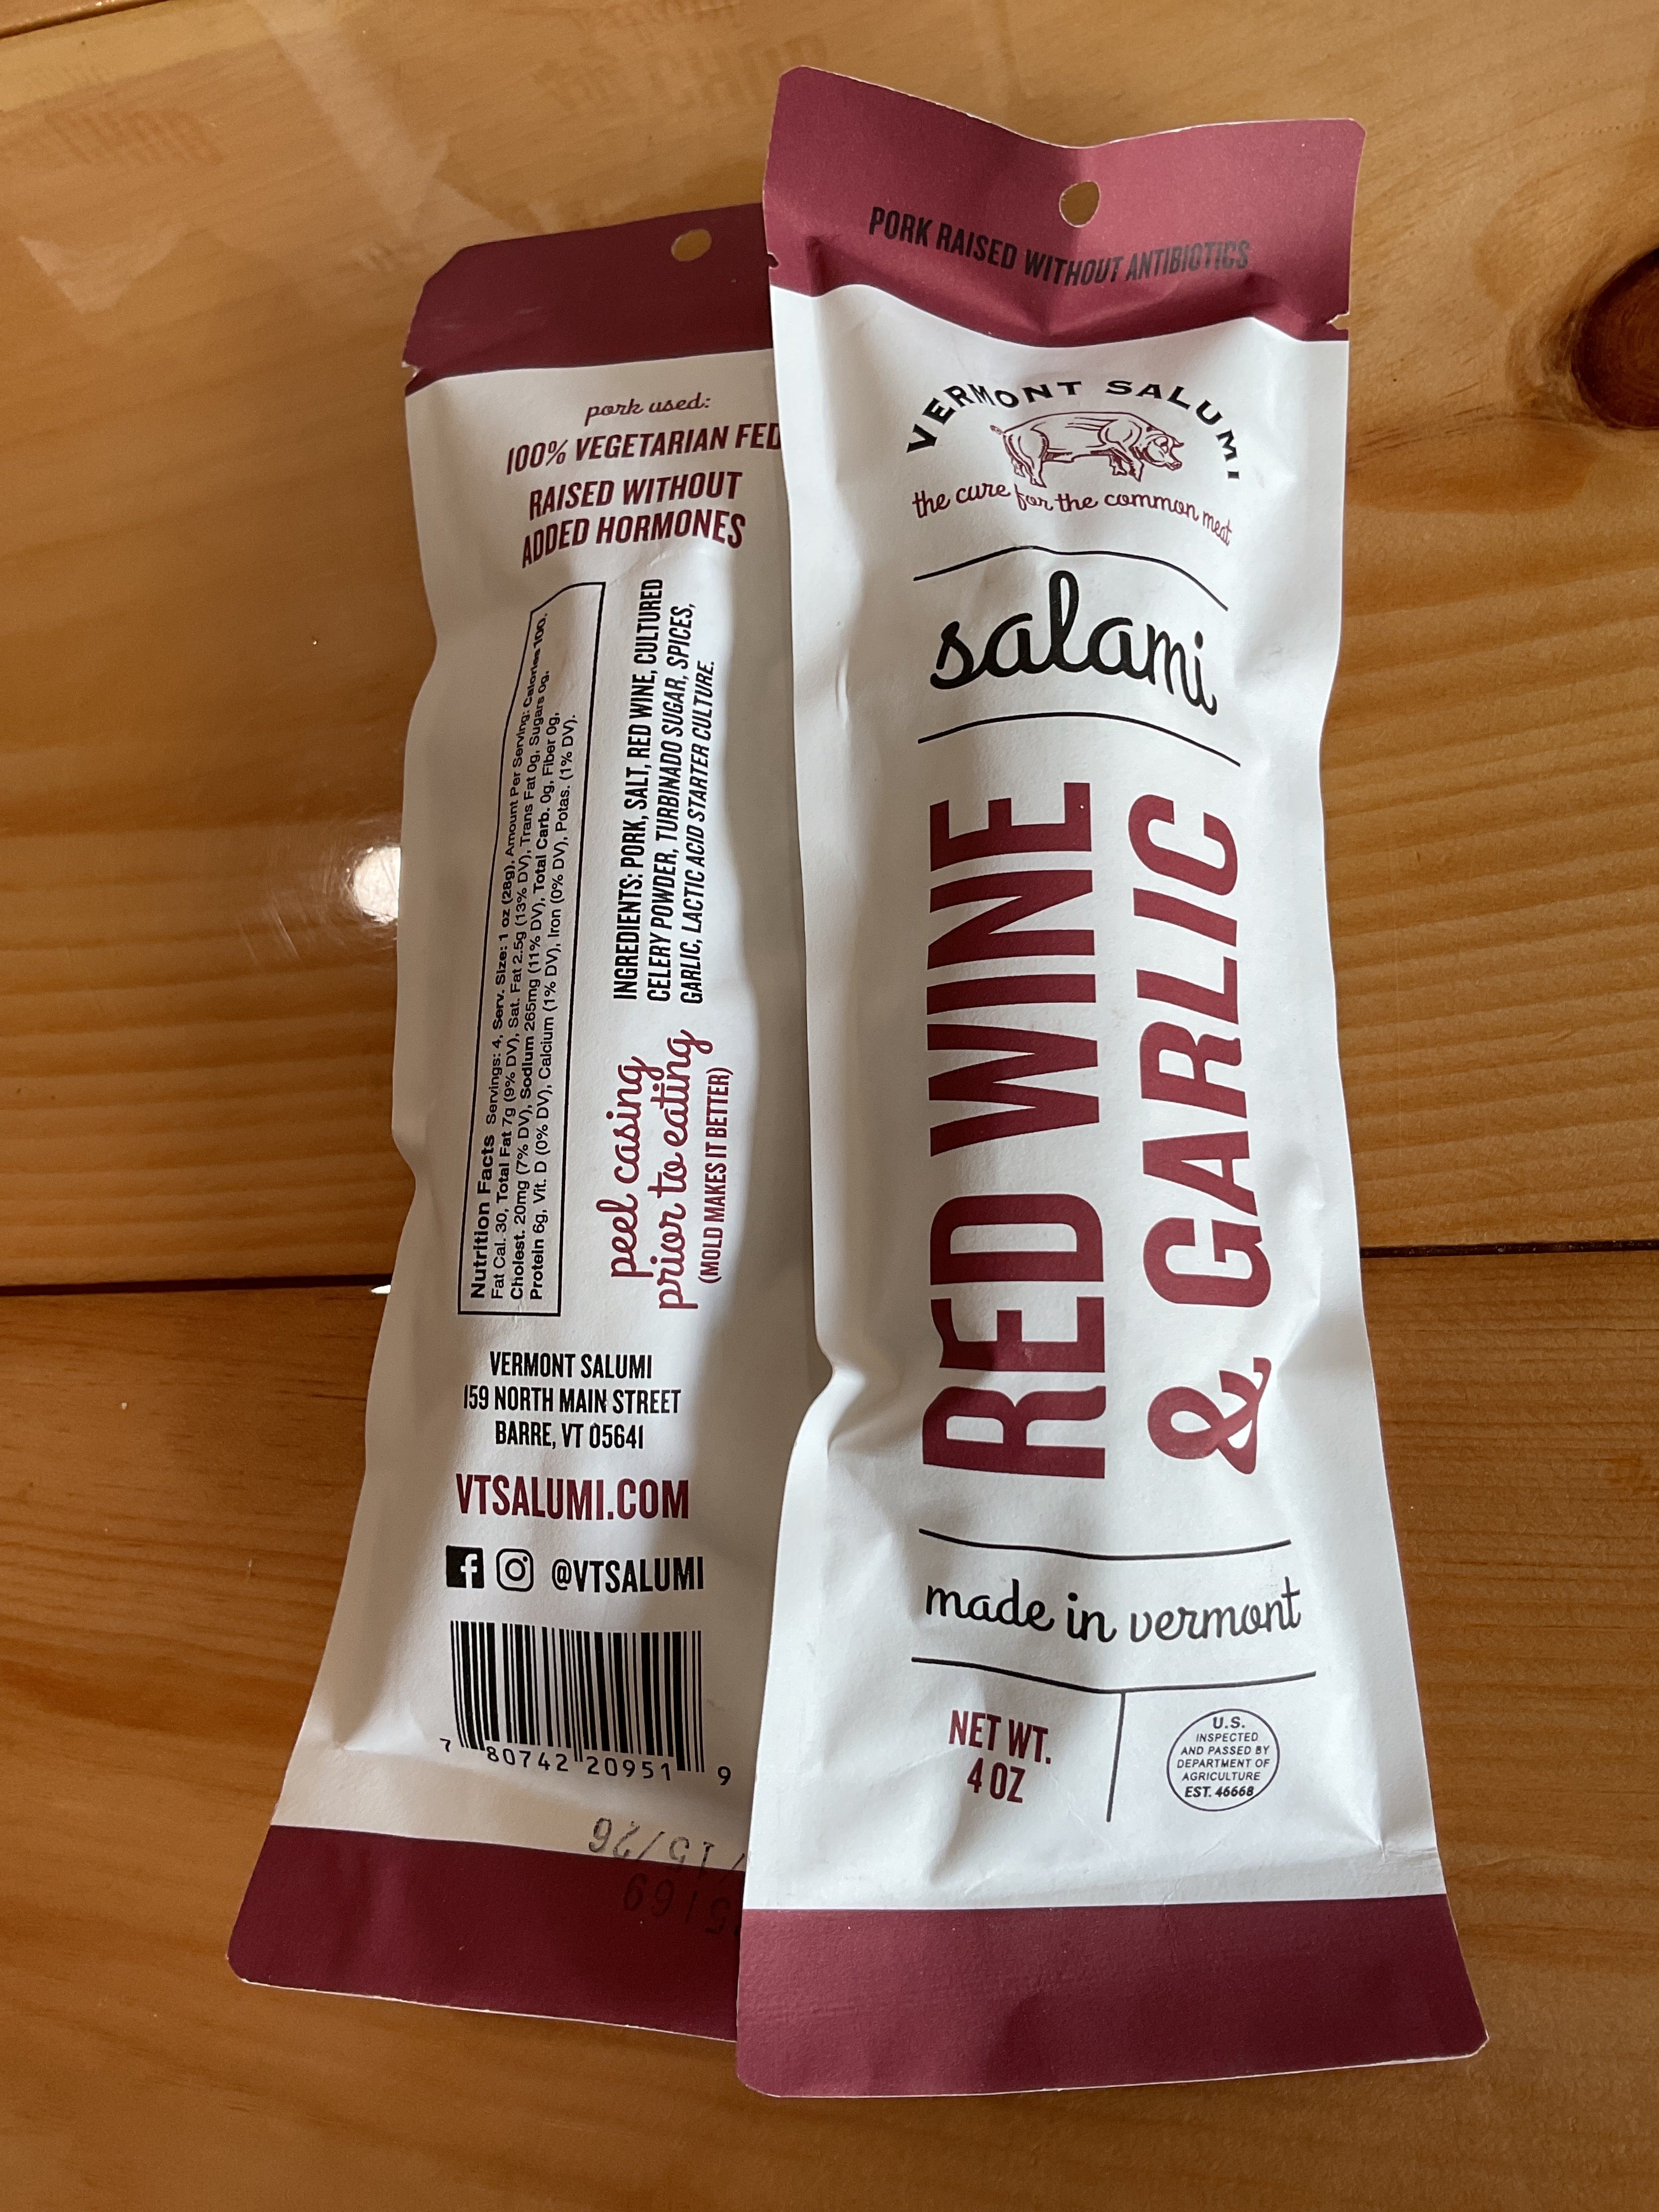 pork used:
100% VEGETARIAN FED
RAISED WITHOUT
ADDED HORMONES
Nutrition Facts Servings: 4, Serv. Size: 1 oz (28g), Amount Per Serving: Calories 100,
Fat Cal. 30, Total Fat 7g (9% DV), Sat. Fat 2.5g (13% DV), Trans Fat 0g, Sugars 0g,
Cholest. 20mg (7% DV), Sodium 265mg (11% DV), Total Carb. 0g, Fiber 0g,
Protein 6g, Vit. D (0% DV), Calcium (1% DV), Iron (0% DV), Potas. (1% DV).
peel casing
prior to eating
(MOLD MAKES IT BETTER)
INGREDIENTS: PORK, SALT, RED WINE, CULTURED
CELERY POWDER, TURBINADO SUGAR, SPICES,
GARLIC, LACTIC ACID STARTER CULTURE.
VERMONT SALUMI
159 NORTH MAIN STREET
BARRE, VT 05641
VTSALUMI.COM
@VTSALUMI
7 80742 20951 9
/15/26
5169
PORK RAISED WITHOUT ANTIBIOTICS
VERMONT SALUMI
the cure for the common meat
salami
RED WINE
& GARLIC
made in vermont
NET WT.
4 OZ
U.S.
INSPECTED
AND PASSED BY
DEPARTMENT OF
AGRICULTURE
EST. 46668